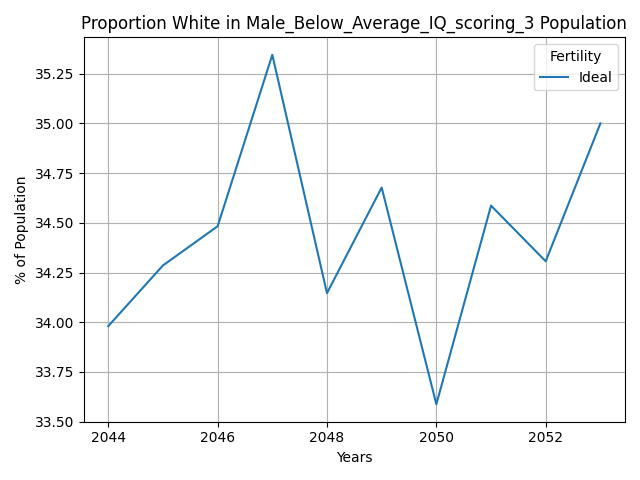 Proportion White in Male_Below_Average_IQ_scoring_3 Population
Fertility
Ideal
% of Population
35.25
35.00
34.75
34.50
34.25
34.00
33.75
33.50
2044 2046 2048 2050 2052
Years